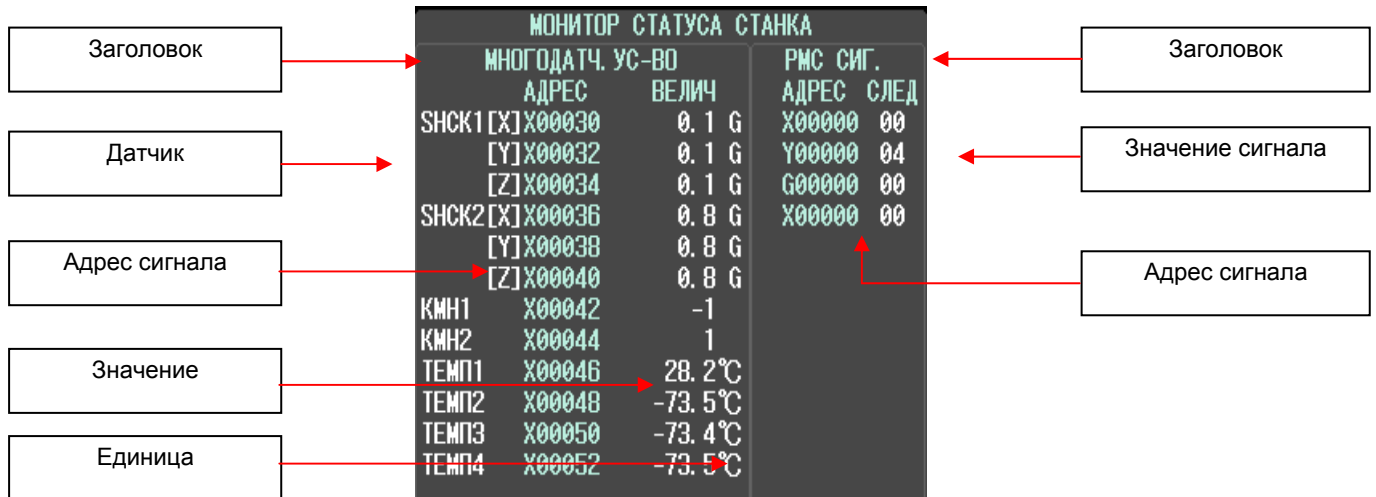 МОНИТОР СТАТУСА СТАНКА
МНОГОДАТЧ. УС-ВО
АДРЕС ВЕЛИЧ
SHCK1[X]X00030 0.1 G
[Y]X00032 0.1 G
[Z]X00034 0.1 G
SHCK2[X]X00036 0.8 G
[Y]X00038 0.8 G
[Z]X00040 0.8 G
КМН1 X00042 -1
КМН2 X00044 1
ТЕМП1 X00046 28.2℃
ТЕМП2 X00048 -73.5℃
ТЕМП3 X00050 -73.4℃
ТЕМП4 X00052 -73.5℃
РМС СИГ.
АДРЕС СЛЕД
X00000 00
Y00000 04
G00000 00
X00000 00
Заголовок
Датчик
Адрес сигнала
Значение
Единица
Заголовок
Значение сигнала
Адрес сигнала